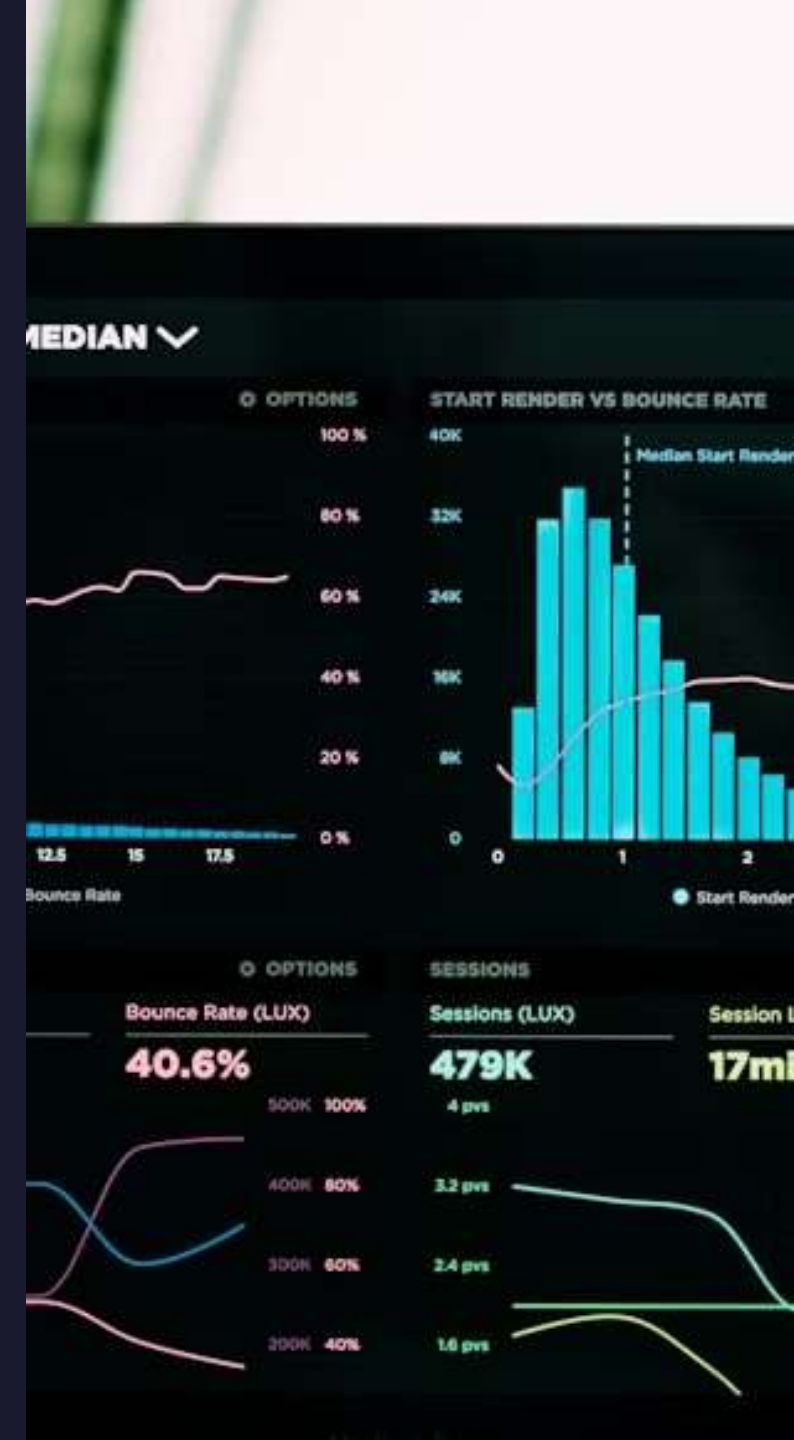 MEDIAN
OPTIONS
100 %
80 %
60 %
40 %
20 %
0 %
12.5 15 17.5
Bounce Rate
START RENDER VS BOUNCE RATE
40K
Median Start Render
32K
24K
16K
8K
0
0 1 2
Start Render
OPTIONS
Bounce Rate (LUX)
40.6%
500K 100%
400K 80%
300K 60%
200K 40%
SESSIONS
Sessions (LUX)
479K
4 pvs
3.2 pvs
2.4 pvs
1.6 pvs
Session L
17mi